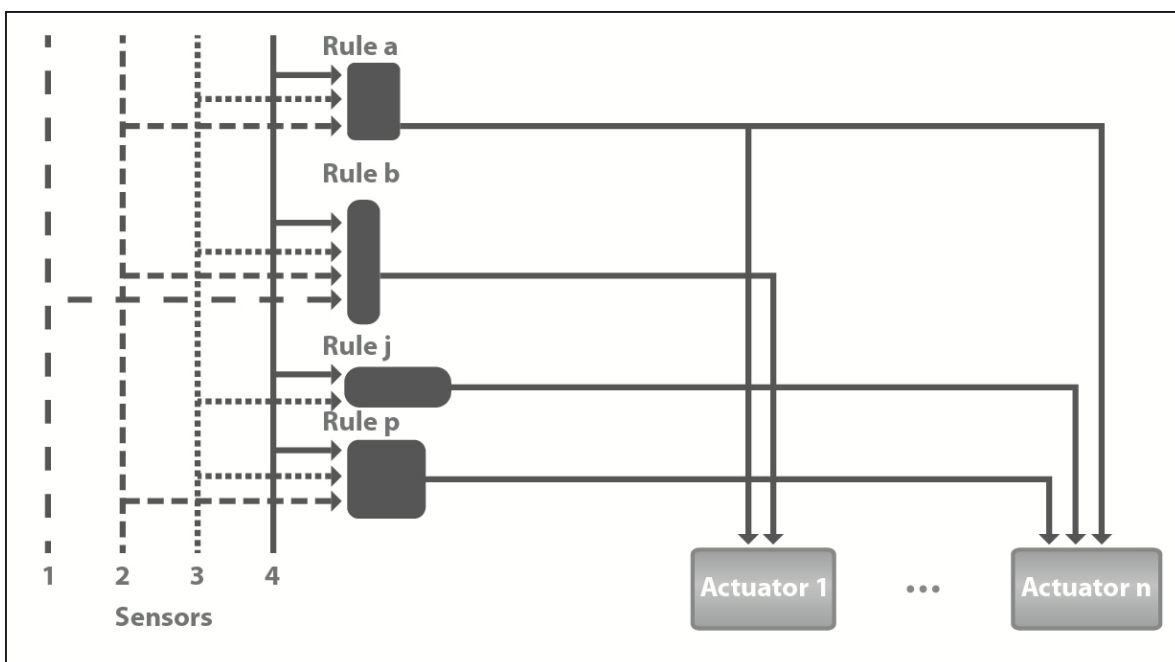 Rule a
Rule b
Rule j
Rule p
1 2 3 4
Sensors
Actuator 1 ... Actuator n